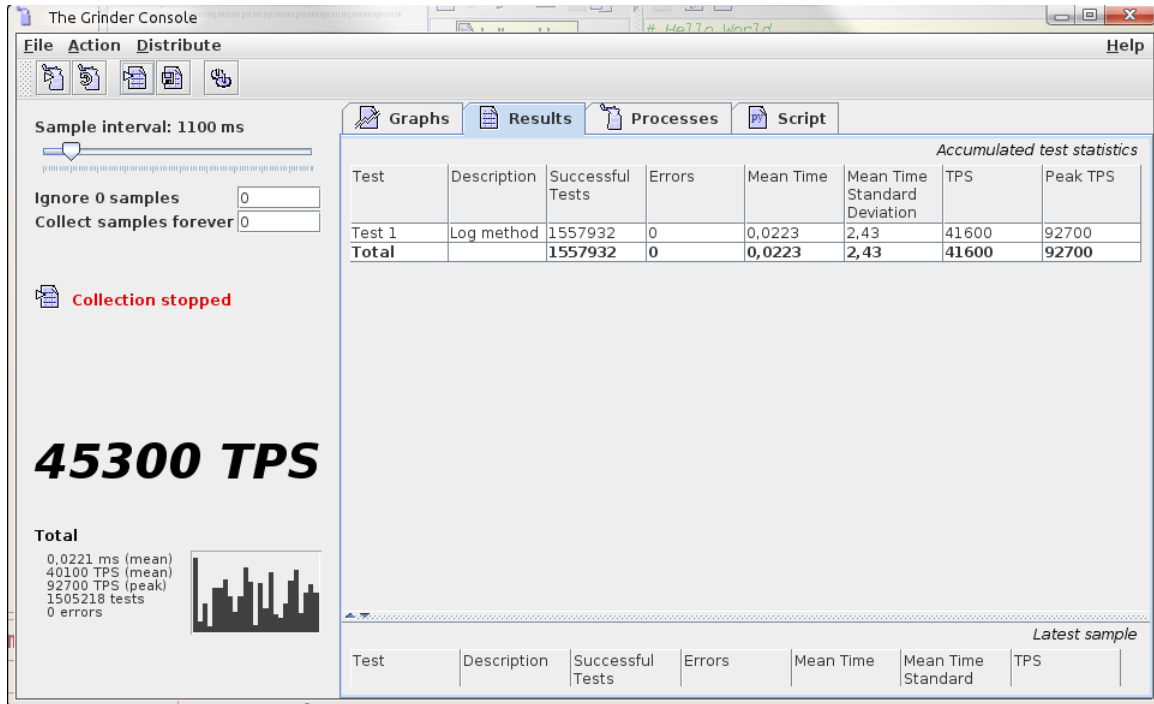 The Grinder Console
# Hello World
File Action Distribute Help
Sample interval: 1100 ms
Ignore 0 samples 0
Collect samples forever 0
Collection stopped
45300 TPS
Total
0,0221 ms (mean)
40100 TPS (mean)
92700 TPS (peak)
1505218 tests
0 errors
Graphs Results Processes Script
Accumulated test statistics
Test Description Successful Tests Errors Mean Time Mean Time Standard Deviation TPS Peak TPS
Test 1 Log method 1557932 0 0,0223 2,43 41600 92700
Total 1557932 0 0,0223 2,43 41600 92700
Latest sample
Test Description Successful Tests Errors Mean Time Mean Time Standard TPS